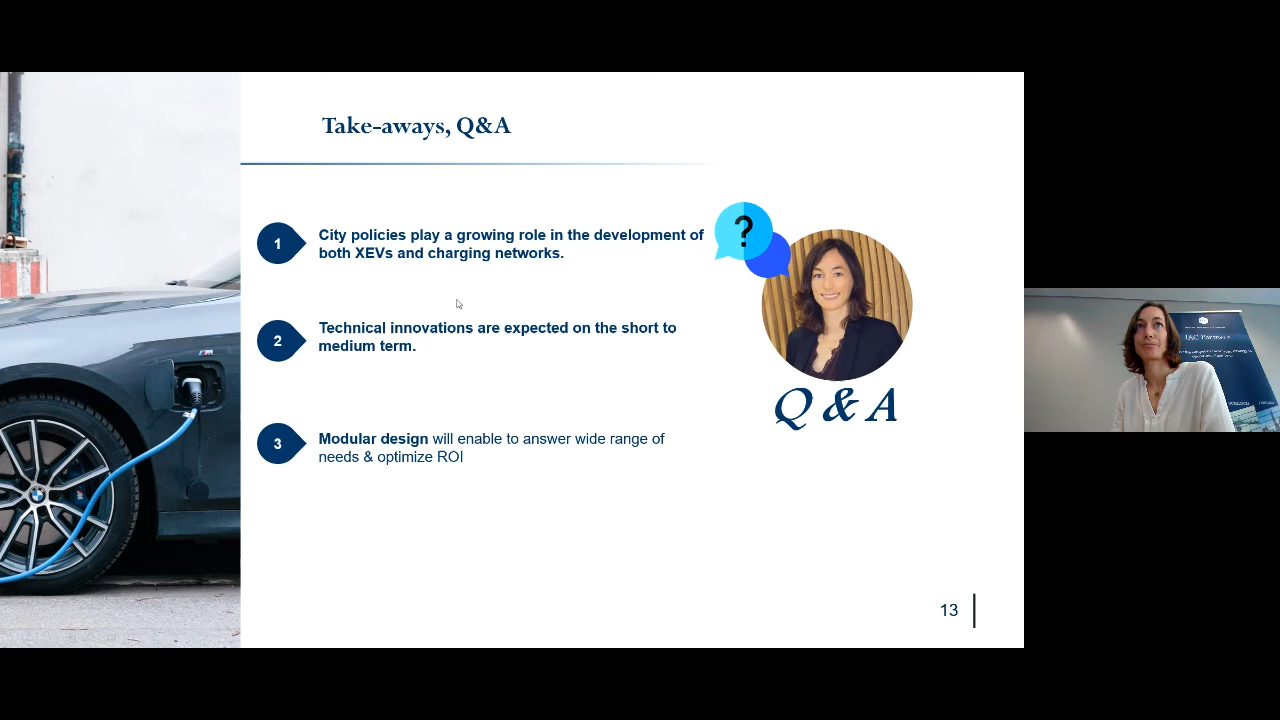 Take-aways, Q&A
1
City policies play a growing role in the development of
both XEVs and charging networks.
2
Technical innovations are expected on the short to
medium term.
3
Modular design will enable to answer wide range of
needs & optimize ROI
?
Q & A
13
IAC Partners